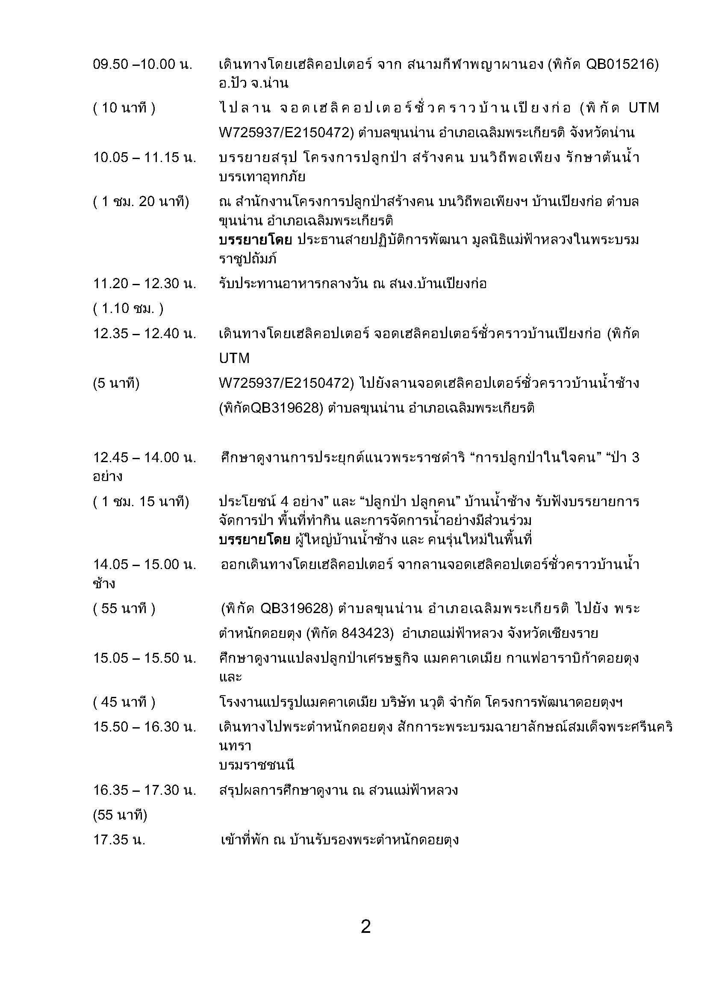 09.50 –10.00 น. เดินทางโดยเฮลิคอปเตอร์ จาก สนามกีฬาพญาผานอง (พิกัด QB015216)
อ.ปัว จ.น่าน
( 10 นาที ) ไปลาน จอดเฮลิคอปเตอร์ชั่วคราวบ้านเปียงก่อ (พิกัด UTM
W725937/E2150472) ตำบลขุนน่าน อำเภอเฉลิมพระเกียรติ จังหวัดน่าน
10.05 – 11.15 น. บรรยายสรุป โครงการปลูกป่า สร้างคน บนวิถีพอเพียง รักษาต้นน้ำ
บรรเทาอุทกภัย
( 1 ชม. 20 นาที) ณ สำนักงานโครงการปลูกป่าสร้างคน บนวิถีพอเพียงฯ บ้านเปียงก่อ ตำบล
ขุนน่าน อำเภอเฉลิมพระเกียรติ
บรรยายโดย ประธานสายปฏิบัติการพัฒนา มูลนิธิแม่ฟ้าหลวงในพระบรม
ราชูปถัมภ์
11.20 – 12.30 น. รับประทานอาหารกลางวัน ณ สนง.บ้านเปียงก่อ
( 1.10 ชม. )
12.35 – 12.40 น. เดินทางโดยเฮลิคอปเตอร์ จอดเฮลิคอปเตอร์ชั่วคราวบ้านเปียงก่อ (พิกัด
UTM
(5 นาที) W725937/E2150472) ไปยังลานจอดเฮลิคอปเตอร์ชั่วคราวบ้านน้ำช้าง
(พิกัดQB319628) ตำบลขุนน่าน อำเภอเฉลิมพระเกียรติ
12.45 – 14.00 น. ศึกษาดูงานการประยุกต์แนวพระราชดำริ “การปลูกป่าในใจคน” “ป่า 3
อย่าง
( 1 ชม. 15 นาที) ประโยชน์ 4 อย่าง” และ “ปลูกป่า ปลูกคน” บ้านน้ำช้าง รับฟังบรรยายการ
จัดการป่า พื้นที่ทำกิน และการจัดการน้ำอย่างมีส่วนร่วม
บรรยายโดย ผู้ใหญ่บ้านน้ำช้าง และ คนรุ่นใหม่ในพื้นที่
14.05 – 15.00 น. ออกเดินทางโดยเฮลิคอปเตอร์ จากลานจอดเฮลิคอปเตอร์ชั่วคราวบ้านน้ำ
ช้าง
( 55 นาที ) (พิกัด QB319628) ตำบลขุนน่าน อำเภอเฉลิมพระเกียรติ ไปยัง พระ
ตำหนักดอยตุง (พิกัด 843423) อำเภอแม่ฟ้าหลวง จังหวัดเชียงราย
15.05 – 15.50 น. ศึกษาดูงานแปลงปลูกป่าเศรษฐกิจ แมคคาเดเมีย กาแฟอาราบิก้าดอยตุง
และ
( 45 นาที ) โรงงานแปรรูปแมคคาเดเมีย บริษัท นวุติ จำกัด โครงการพัฒนาดอยตุงฯ
15.50 – 16.30 น. เดินทางไปพระตำหนักดอยตุง สักการะพระบรมฉายาลักษณ์สมเด็จพระศรีนคริ
นทรา
บรมราชชนนี
16.35 – 17.30 น. สรุปผลการศึกษาดูงาน ณ สวนแม่ฟ้าหลวง
(55 นาที)
17.35 น. เข้าที่พัก ณ บ้านรับรองพระตำหนักดอยตุง
2